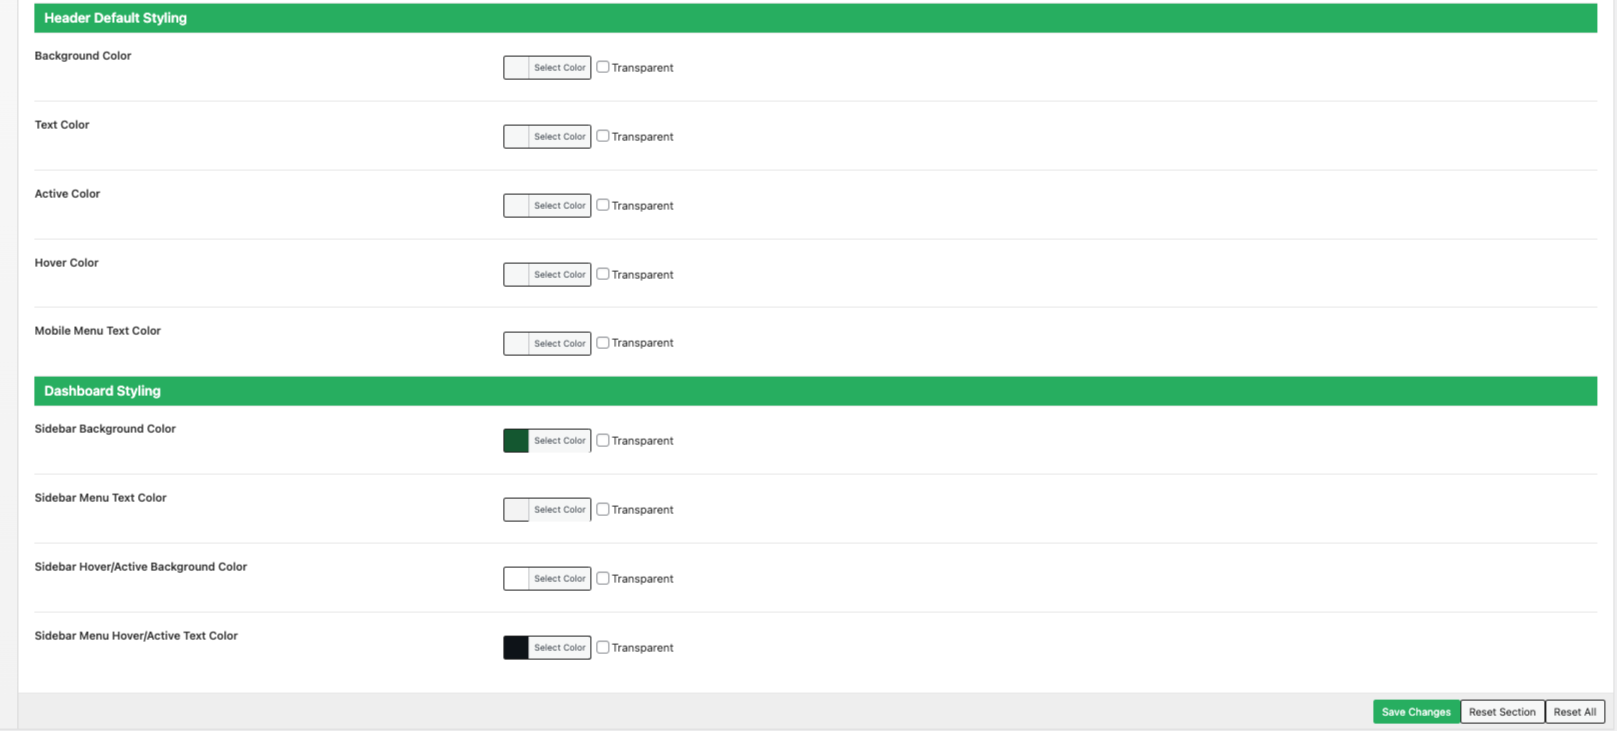 Header Default Styling
Background Color
Select Color Transparent
Text Color
Select Color Transparent
Active Color
Select Color Transparent
Hover Color
Select Color Transparent
Mobile Menu Text Color
Select Color Transparent
Dashboard Styling
Sidebar Background Color
Select Color Transparent
Sidebar Menu Text Color
Select Color Transparent
Sidebar Hover/Active Background Color
Select Color Transparent
Sidebar Menu Hover/Active Text Color
Select Color Transparent
Save Changes Reset Section Reset All